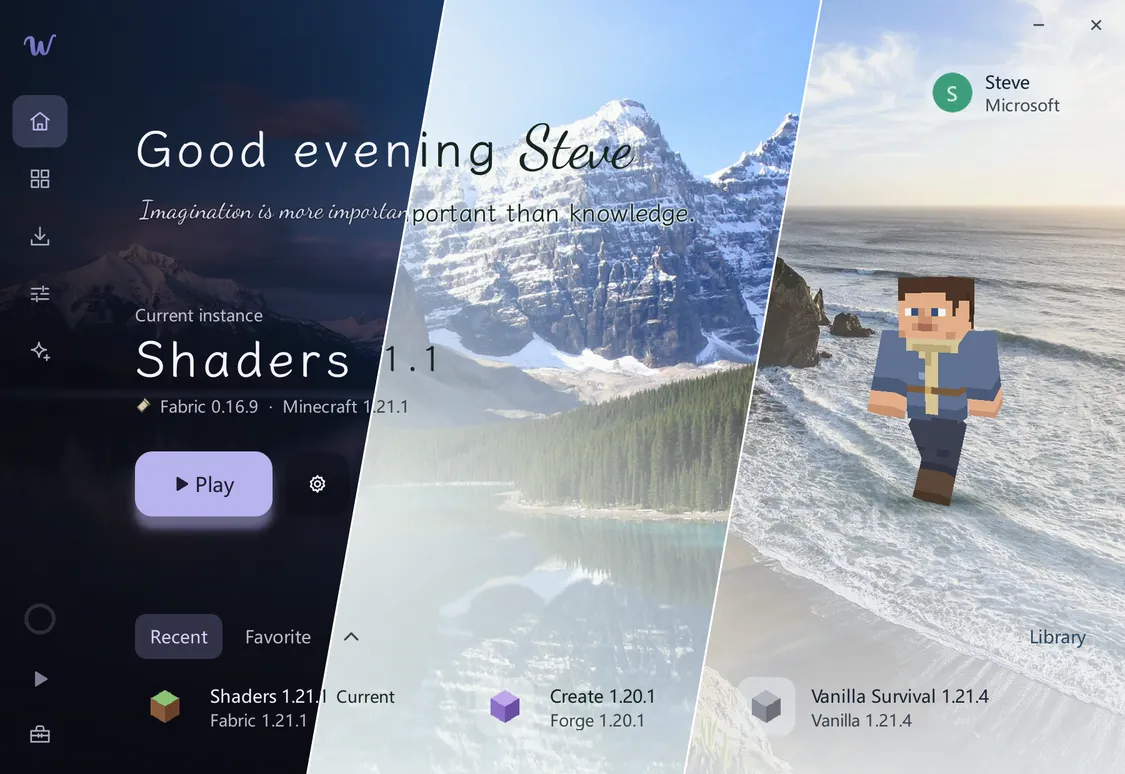 W
Steve
S
Microsoft
Good evening Steve
Imagination is more importan
portant than knowledge.
Current instance
Shaders 1.1
Fabric 0.16.9 · Minecraft 1.21.1
Play
Recent
Favorite
Library
Shaders 1.21.1 Current
Fabric 1.21.1
Create 1.20.1
Forge 1.20.1
Vanilla Survival 1.21.4
Vanilla 1.21.4